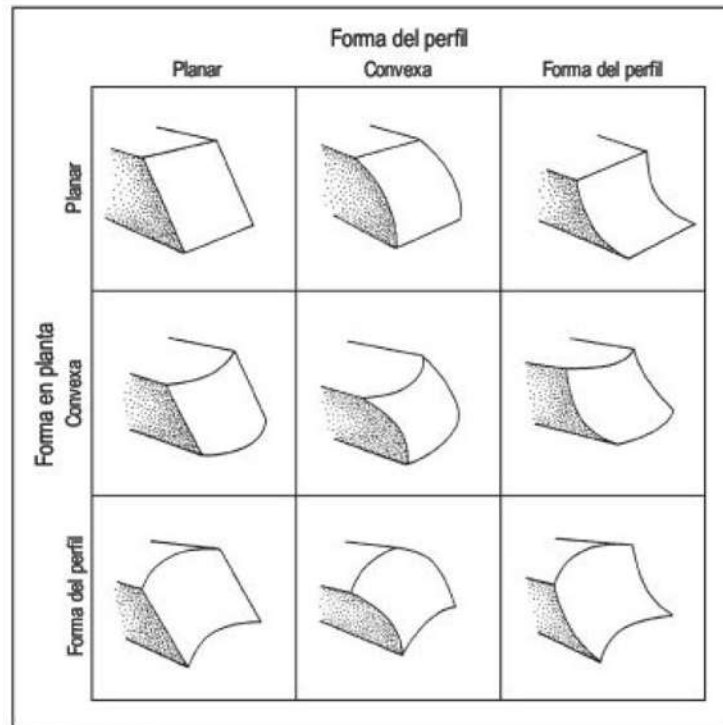 Forma del perfil
Planar
Convexa
Forma del perfil
Forma en planta
Planar
Convexa
Forma del perfil